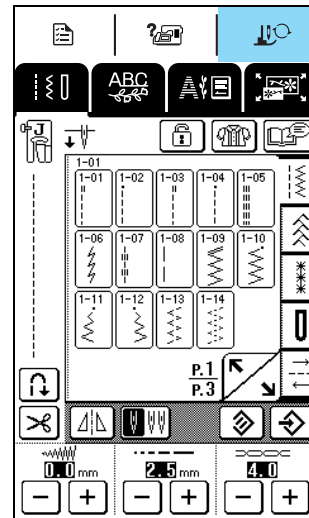 ?
ABC
A
J
1-01
1-01 1-02 1-03 1-04 1-05
1-06 1-07 1-08 1-09 1-10
1-11 1-12 1-13 1-14
P.1
P.3
0.0 mm 2.5 mm 4.0
− + − + − +